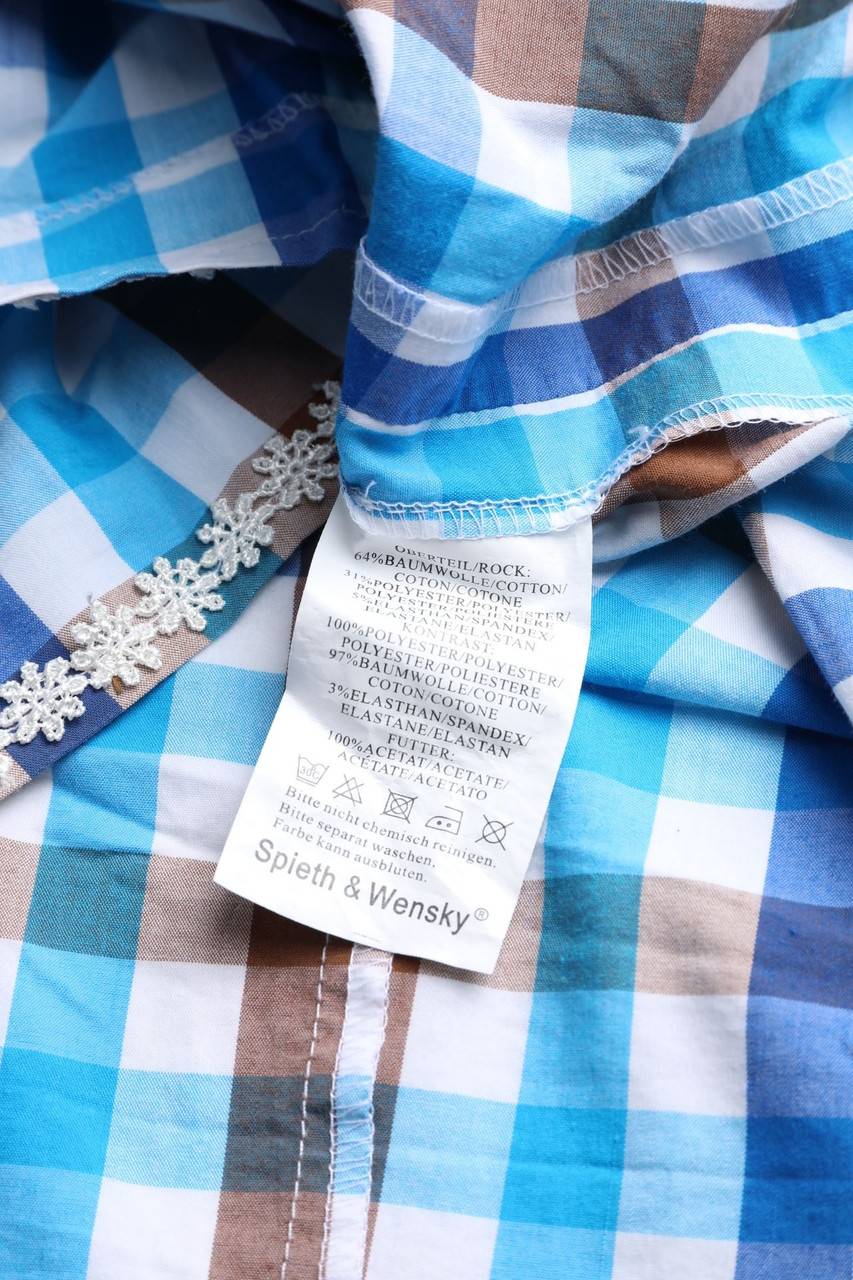 OBERTEIL/ROCK:
64%BAUMWOLLE/COTTON/
COTON/COTONE
31%POLYESTER/POLYESTER/
POLYESTER/POLIESTERE
5%ELASTHAN/SPANDEX/
ELASTANE/ELASTAN
KONTRAST:
100%POLYESTER/POLYESTER/
POLYESTER/POLIESTERE
97%BAUMWOLLE/COTTON/
COTON/COTONE
3%ELASTHAN/SPANDEX/
ELASTANE/ELASTAN
FUTTER:
100%ACETAT/ACETATE/
ACÉTATE/ACETATO
30C
Bitte nicht chemisch reinigen.
Bitte separat waschen.
Farbe kann ausbluten.
Spieth & Wensky®